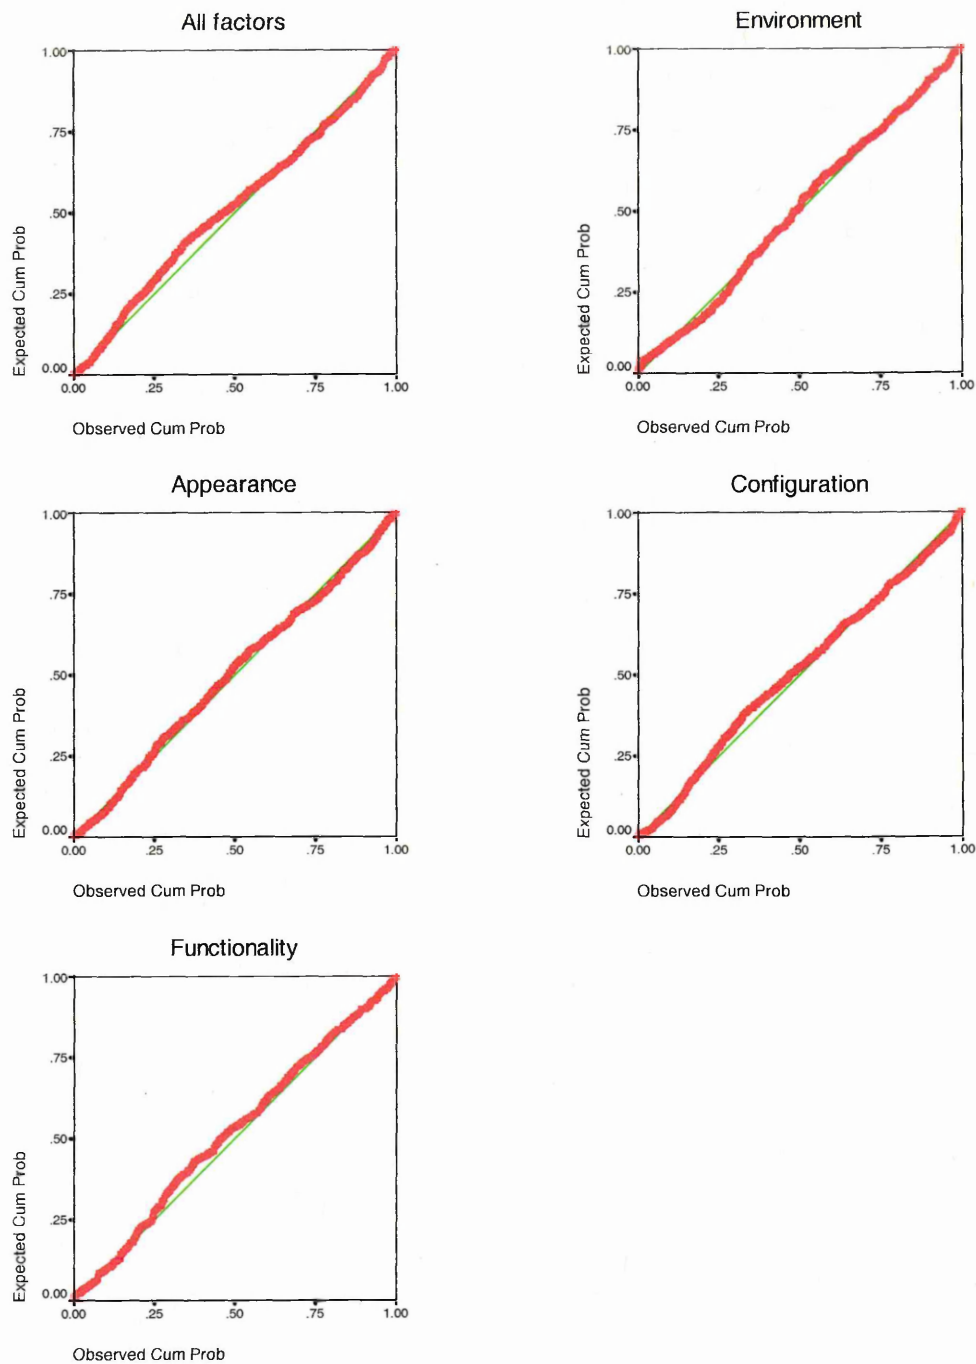 All factors
1.00
.75
.50
.25
0.00
Expected Cum Prob
0.00 .25 .50 .75 1.00
Observed Cum Prob
Environment
1.00
.75
.50
.25
0.00
Expected Cum Prob
0.00 .25 .50 .75 1.00
Observed Cum Prob
Appearance
1.00
.75
.50
.25
0.00
Expected Cum Prob
0.00 .25 .50 .75 1.00
Observed Cum Prob
Configuration
1.00
.75
.50
.25
0.00
Expected Cum Prob
0.00 .25 .50 .75 1.00
Observed Cum Prob
Functionality
1.00
.75
.50
.25
0.00
Expected Cum Prob
0.00 .25 .50 .75 1.00
Observed Cum Prob